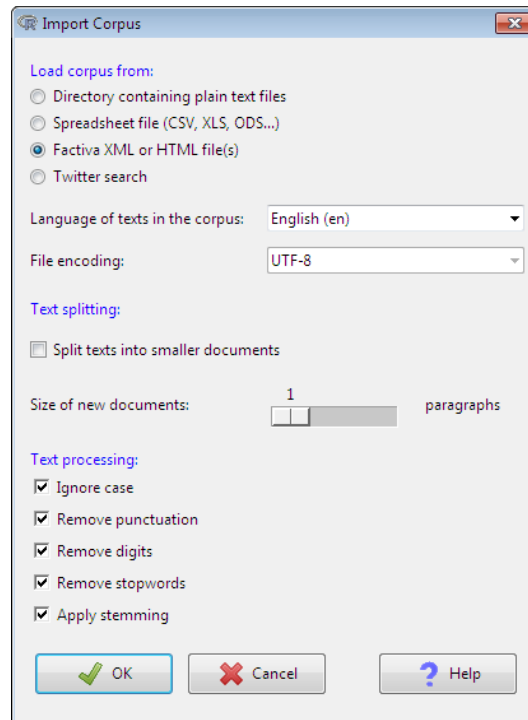 Import Corpus
Load corpus from:
Directory containing plain text files
Spreadsheet file (CSV, XLS, ODS...)
Factiva XML or HTML file(s)
Twitter search
Language of texts in the corpus: English (en)
File encoding: UTF-8
Text splitting:
Split texts into smaller documents
1
Size of new documents: paragraphs
Text processing:
Ignore case
Remove punctuation
Remove digits
Remove stopwords
Apply stemming
OK Cancel ? Help